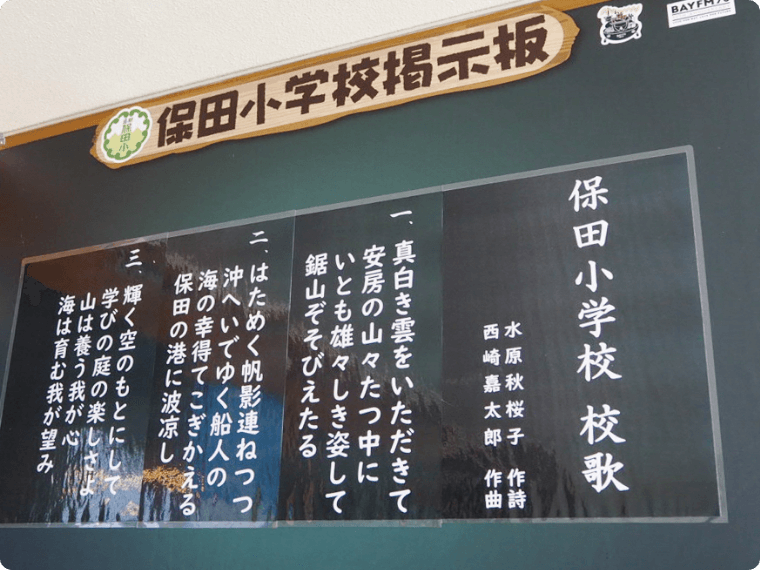 保田小学校掲示板
保田小
BAYFM78
保田小学校 校歌
水原秋桜子 作詩
西崎嘉太郎 作曲
一、真白き雲をいただきて
安房の山々たつ中に
いとも雄々しき姿して
鋸山ぞそびえたる
二、はためく帆影連ねつつ
沖へいでゆく船人の
海の幸得てこぎかえる
保田の港に波凉し
三、輝く空のもとにして
学びの庭の楽しさよ
山は養う我が心
海は育む我が望み